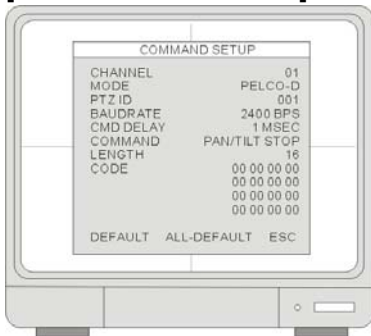 COMMAND SETUP
CHANNEL 01
MODE PELCO-D
PTZ ID 001
BAUDRATE 2400 BPS
CMD DELAY 1 MSEC
COMMAND PAN/TILT STOP
LENGTH 16
CODE 00 00 00 00
00 00 00 00
00 00 00 00
00 00 00 00
DEFAULT ALL-DEFAULT ESC